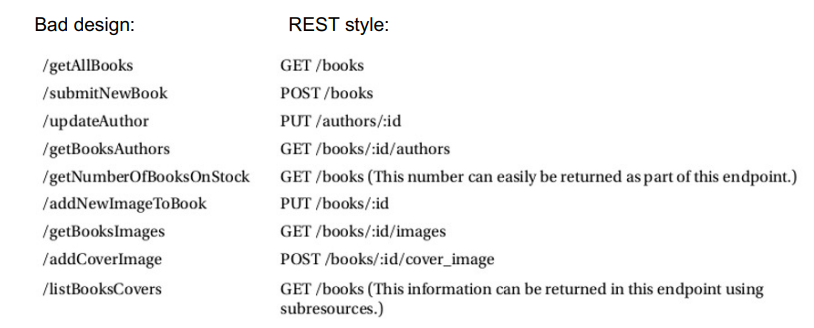 Bad design: REST style:
/getAllBooks GET /books
/submitNewBook POST /books
/updateAuthor PUT /authors/:id
/getBooksAuthors GET /books/:id/authors
/getNumberOfBooksOnStock GET /books (This number can easily be returned as part of this endpoint.)
/addNewImageToBook PUT /books/:id
/getBooksImages GET /books/:id/images
/addCoverImage POST /books/:id/cover_image
/listBooksCovers GET /books (This information can be returned in this endpoint using
subresources.)